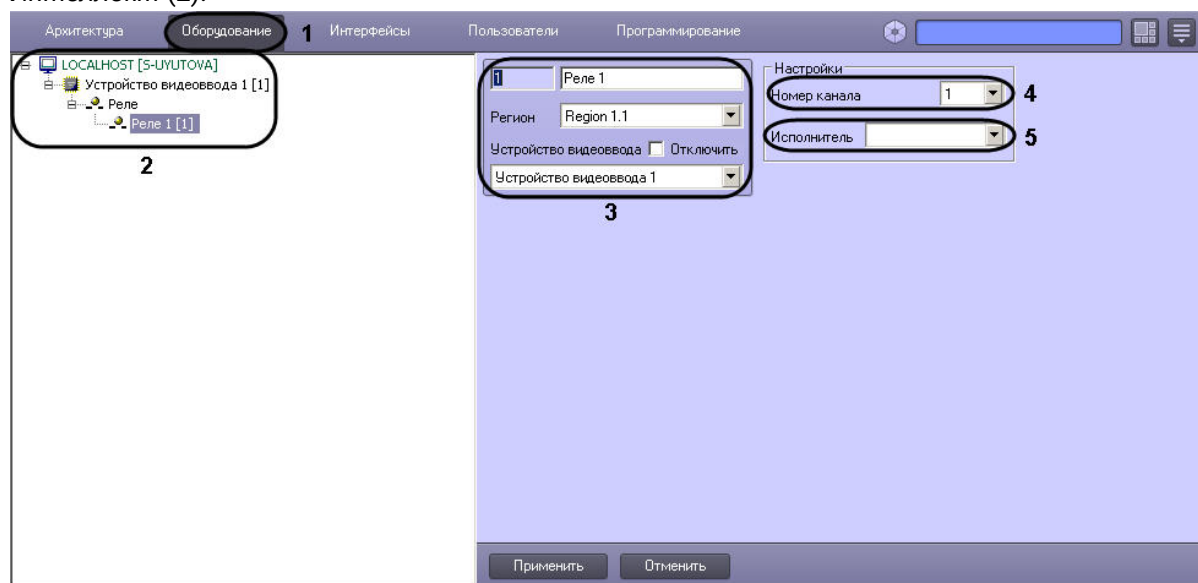 Интеллект (2).
Архитектура Оборудование 1 Интерфейсы Пользователи Программирование
LOCALHOST [S-UYUTOVA]
Устройство видеоввода 1 [1]
Реле
Реле 1 [1]
2
1 Реле 1
Регион Region 1.1
Устройство видеоввода Отключить
Устройство видеоввода 1
3
Настройки
Номер канала 1 4
Исполнитель 5
Применить Отменить